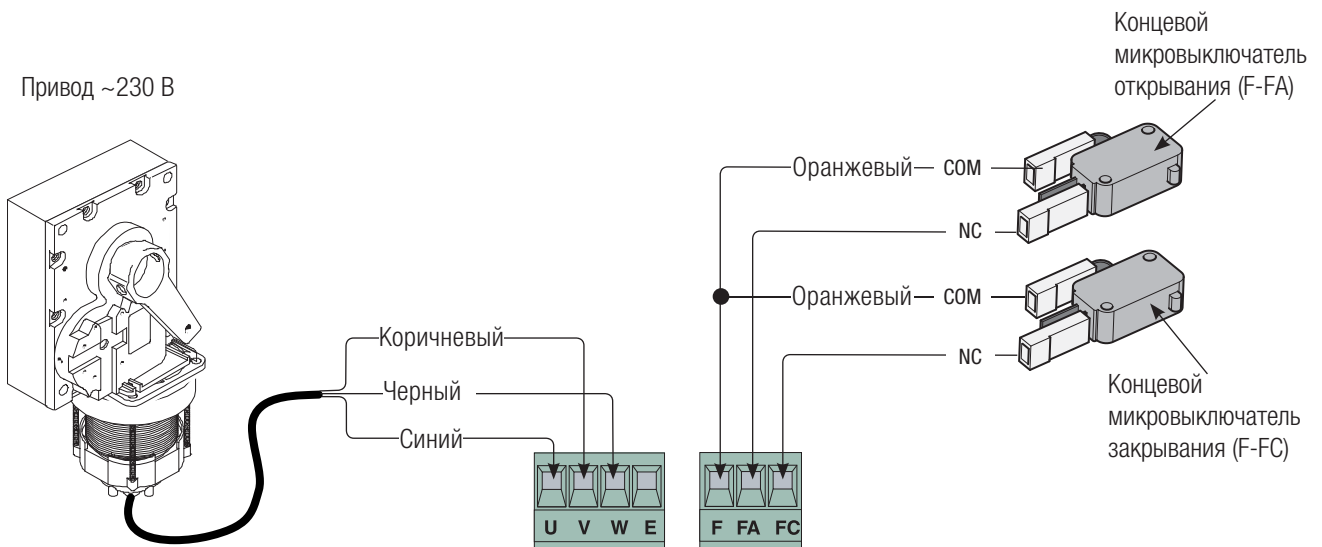 Концевой
микровыключатель
открывания (F-FA)
Привод ~230 В
Оранжевый COM
NC
Оранжевый COM
NC
Коричневый
Черный
Синий
Концевой
микровыключатель
закрывания (F-FC)
U V W E
F FA FC